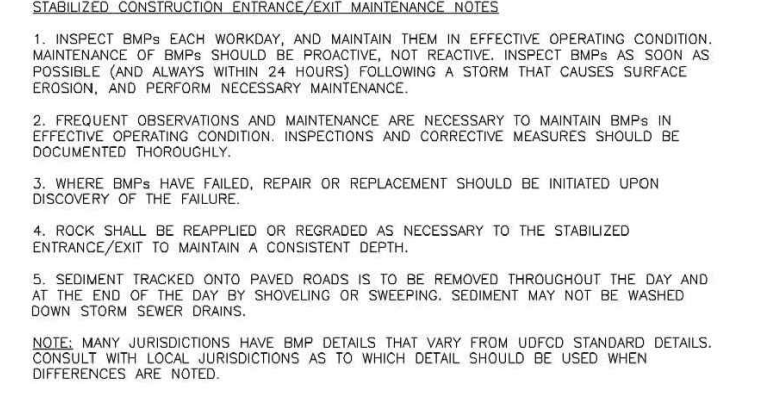 STABILIZED CONSTRUCTION ENTRANCE/EXIT MAINTENANCE NOTES
1. INSPECT BMPs EACH WORKDAY, AND MAINTAIN THEM IN EFFECTIVE OPERATING CONDITION.
MAINTENANCE OF BMPs SHOULD BE PROACTIVE, NOT REACTIVE. INSPECT BMPs AS SOON AS
POSSIBLE (AND ALWAYS WITHIN 24 HOURS) FOLLOWING A STORM THAT CAUSES SURFACE
EROSION, AND PERFORM NECESSARY MAINTENANCE.
2. FREQUENT OBSERVATIONS AND MAINTENANCE ARE NECESSARY TO MAINTAIN BMPs IN
EFFECTIVE OPERATING CONDITION. INSPECTIONS AND CORRECTIVE MEASURES SHOULD BE
DOCUMENTED THOROUGHLY.
3. WHERE BMPs HAVE FAILED, REPAIR OR REPLACEMENT SHOULD BE INITIATED UPON
DISCOVERY OF THE FAILURE.
4. ROCK SHALL BE REAPPLIED OR REGRADED AS NECESSARY TO THE STABILIZED
ENTRANCE/EXIT TO MAINTAIN A CONSISTENT DEPTH.
5. SEDIMENT TRACKED ONTO PAVED ROADS IS TO BE REMOVED THROUGHOUT THE DAY AND
AT THE END OF THE DAY BY SHOVELING OR SWEEPING. SEDIMENT MAY NOT BE WASHED
DOWN STORM SEWER DRAINS.
NOTE: MANY JURISDICTIONS HAVE BMP DETAILS THAT VARY FROM UDFCD STANDARD DETAILS.
CONSULT WITH LOCAL JURISDICTIONS AS TO WHICH DETAIL SHOULD BE USED WHEN
DIFFERENCES ARE NOTED.